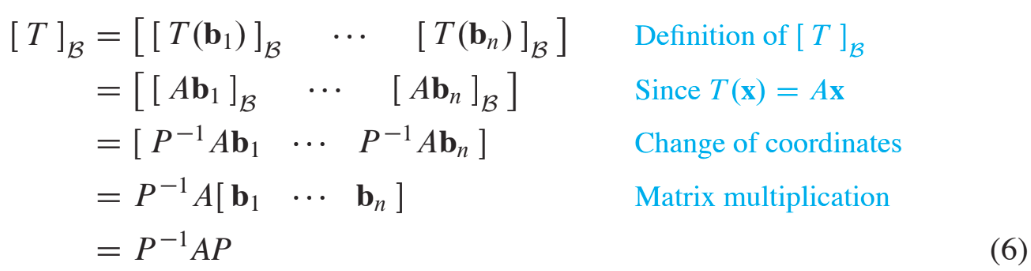 [ T ]_ℬ = [ [ T(b₁) ]_ℬ ⋯ [ T(bₙ) ]_ℬ ] Definition of [ T ]_ℬ
= [ [ Ab₁ ]_ℬ ⋯ [ Abₙ ]_ℬ ] Since T(x) = Ax
= [ P⁻¹Ab₁ ⋯ P⁻¹Abₙ ] Change of coordinates
= P⁻¹A[ b₁ ⋯ bₙ ] Matrix multiplication
= P⁻¹AP (6)